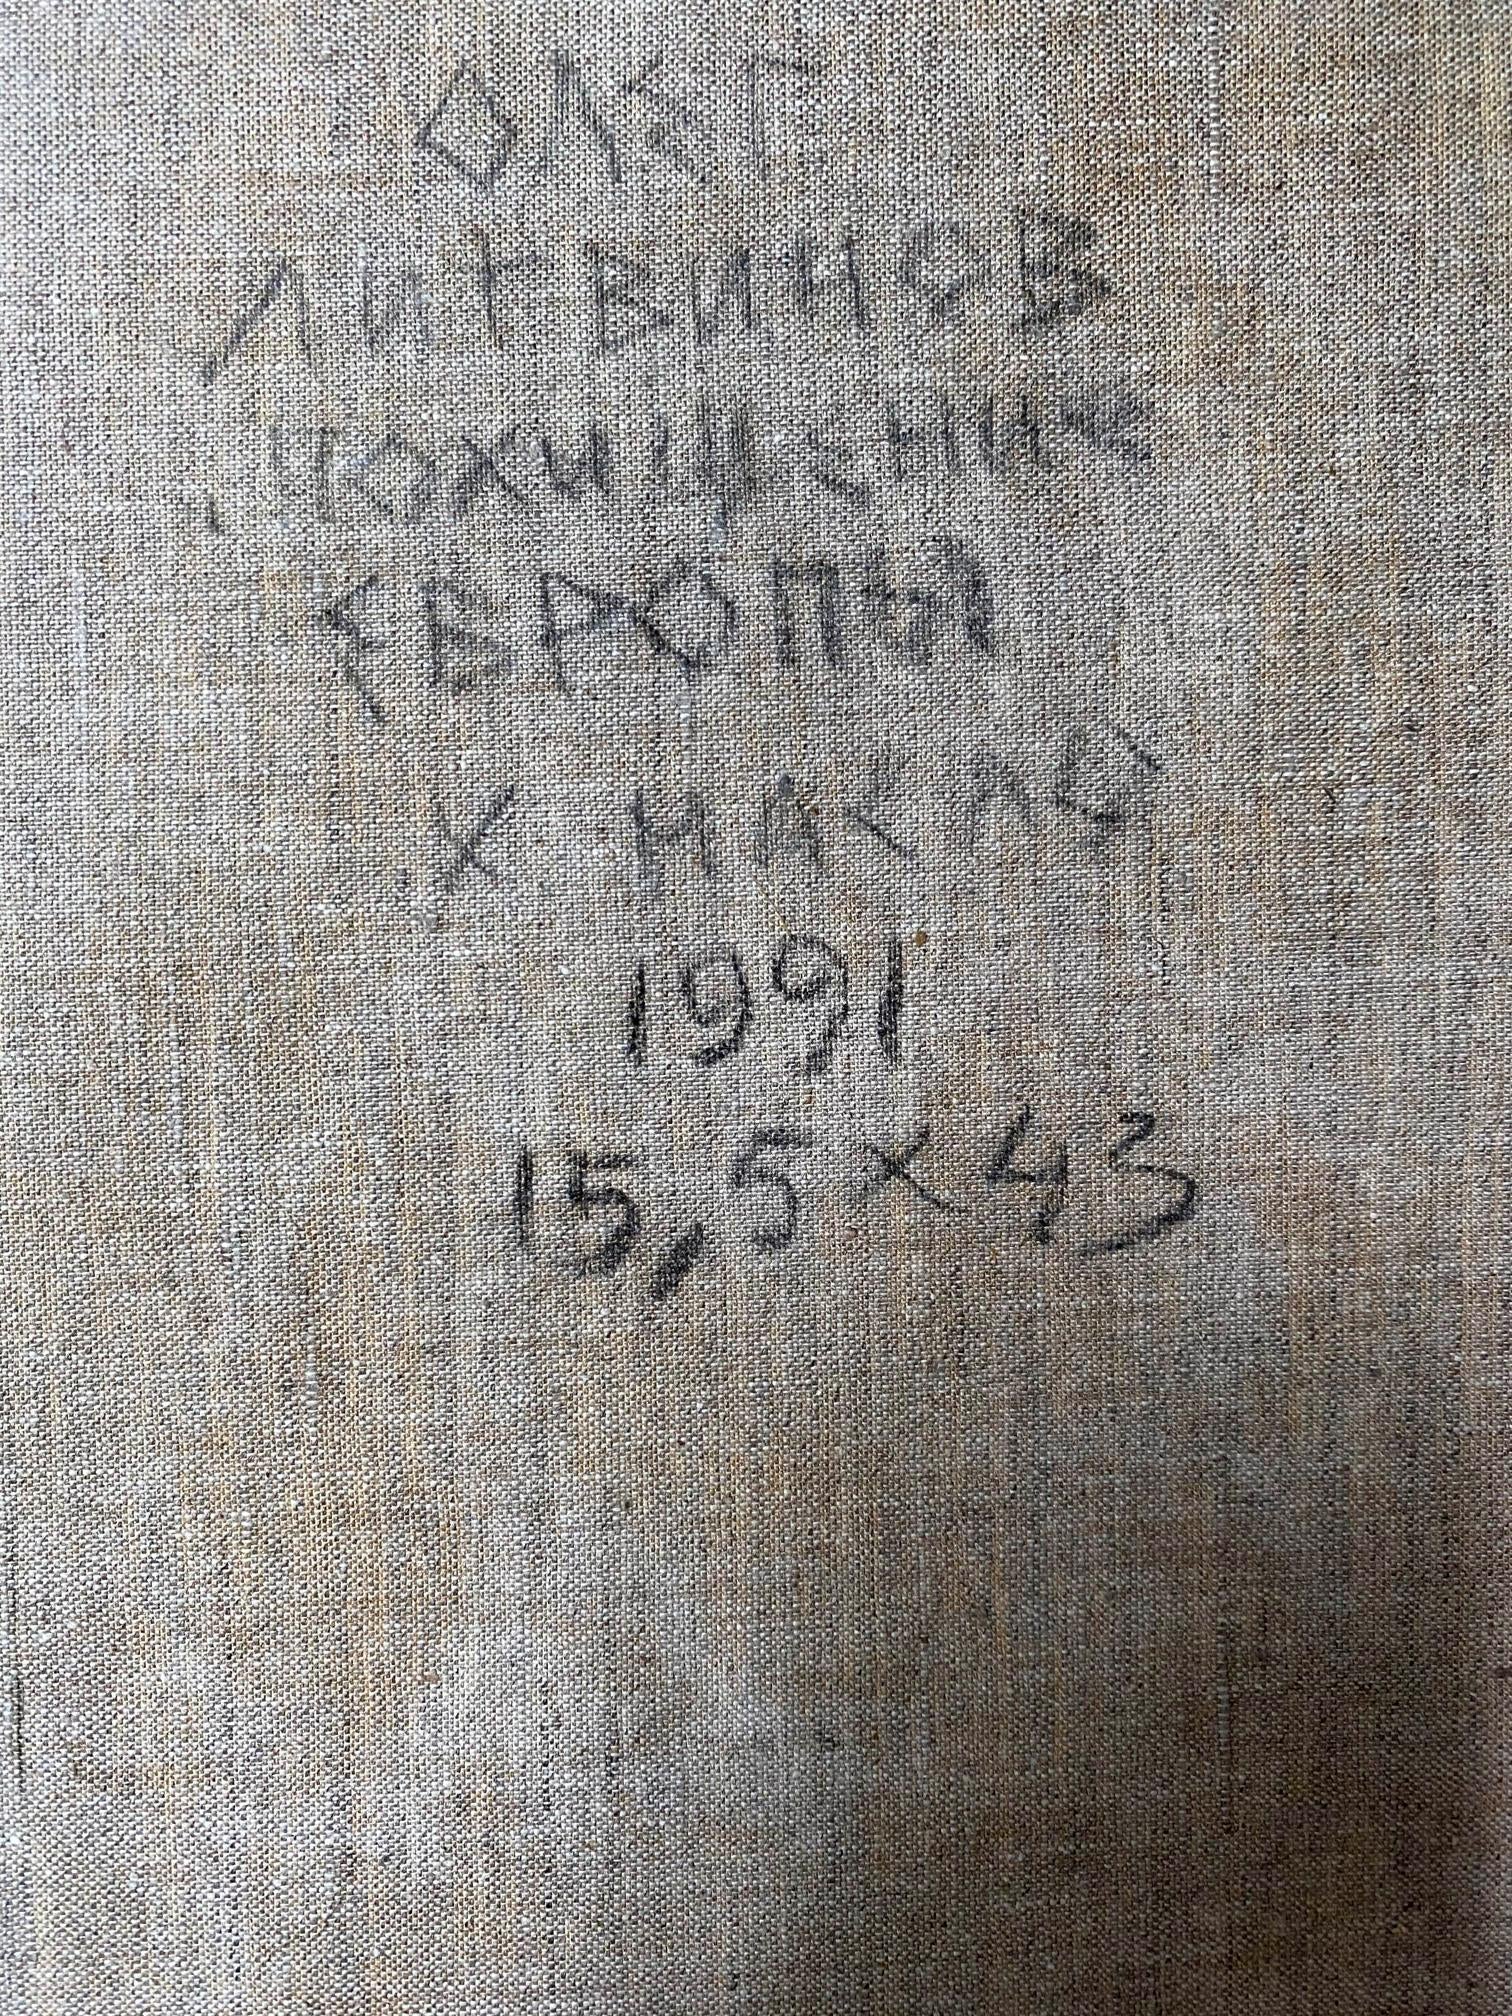 ОЛЕГ
ЛИТВИНОВ
ПОХИЩЕНИЕ
ЕВРОПЫ
Х. МАСЛО
1991
15,5 x 43